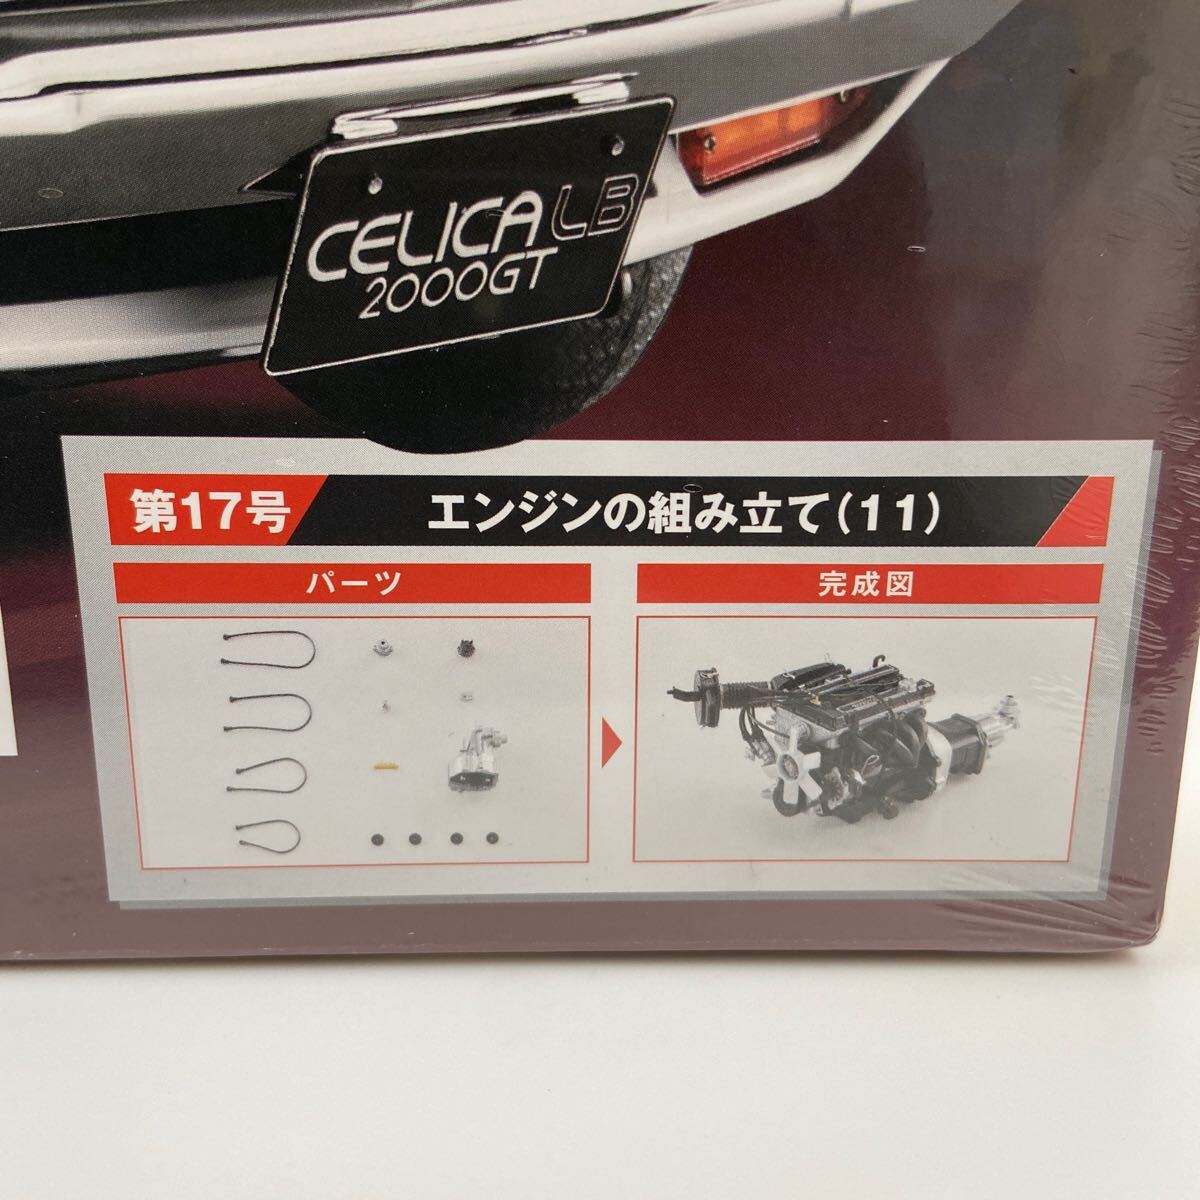 CELICA LB
2000GT
第17号 エンジンの組み立て(11)
パーツ 完成図